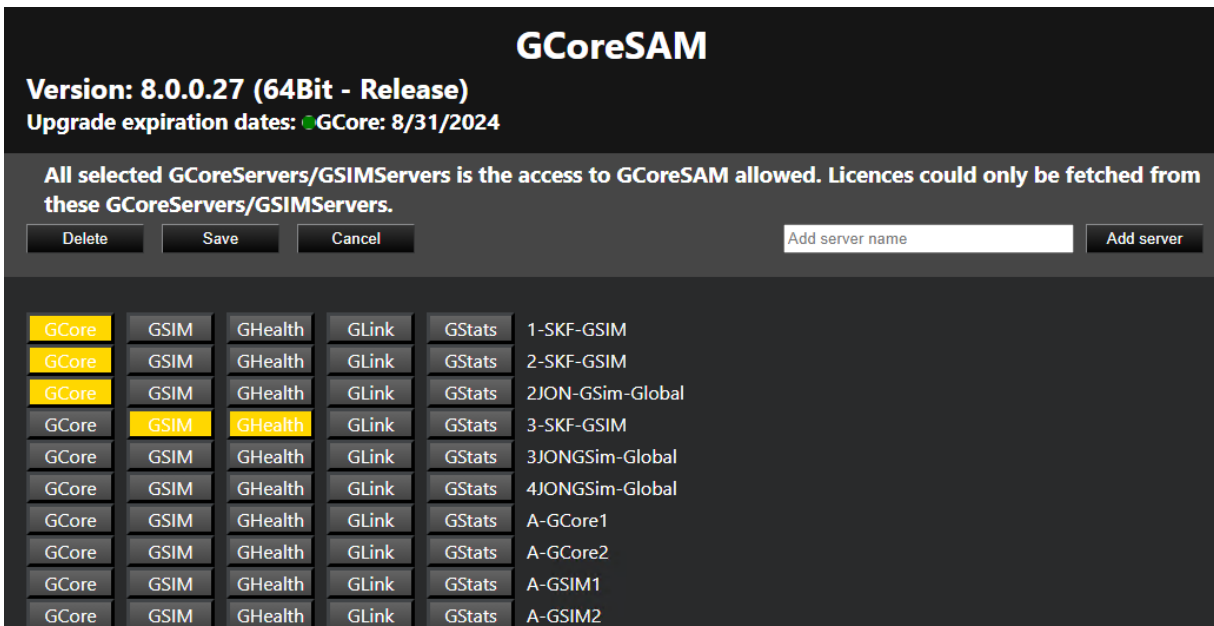 GCoreSAM
Version: 8.0.0.27 (64Bit - Release)
Upgrade expiration dates: GCore: 8/31/2024
All selected GCoreServers/GSIMServers is the access to GCoreSAM allowed. Licences could only be fetched from
these GCoreServers/GSIMServers.
Delete Save Cancel Add server name Add server
GCore GSIM GHealth GLink GStats 1-SKF-GSIM
GCore GSIM GHealth GLink GStats 2-SKF-GSIM
GCore GSIM GHealth GLink GStats 2JON-GSim-Global
GCore GSIM GHealth GLink GStats 3-SKF-GSIM
GCore GSIM GHealth GLink GStats 3JONGSim-Global
GCore GSIM GHealth GLink GStats 4JONGSim-Global
GCore GSIM GHealth GLink GStats A-GCore1
GCore GSIM GHealth GLink GStats A-GCore2
GCore GSIM GHealth GLink GStats A-GSIM1
GCore GSIM GHealth GLink GStats A-GSIM2